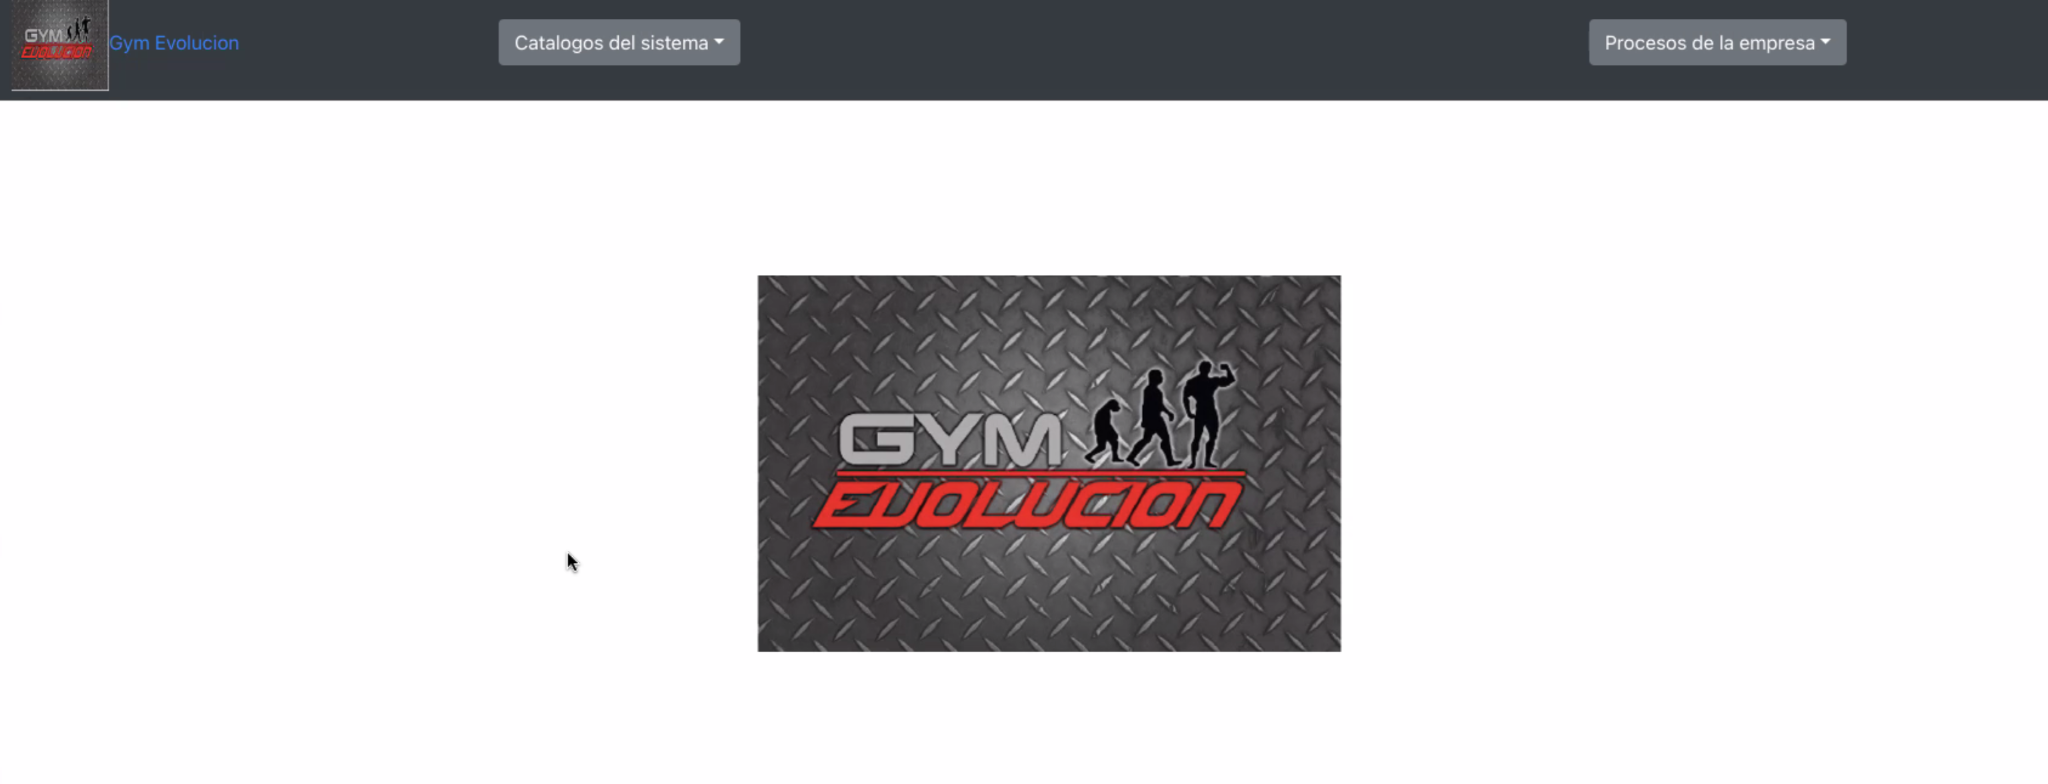 GYM
EVOLUCION
Gym Evolucion
Catalogos del sistema
Procesos de la empresa
GYM
EVOLUCION